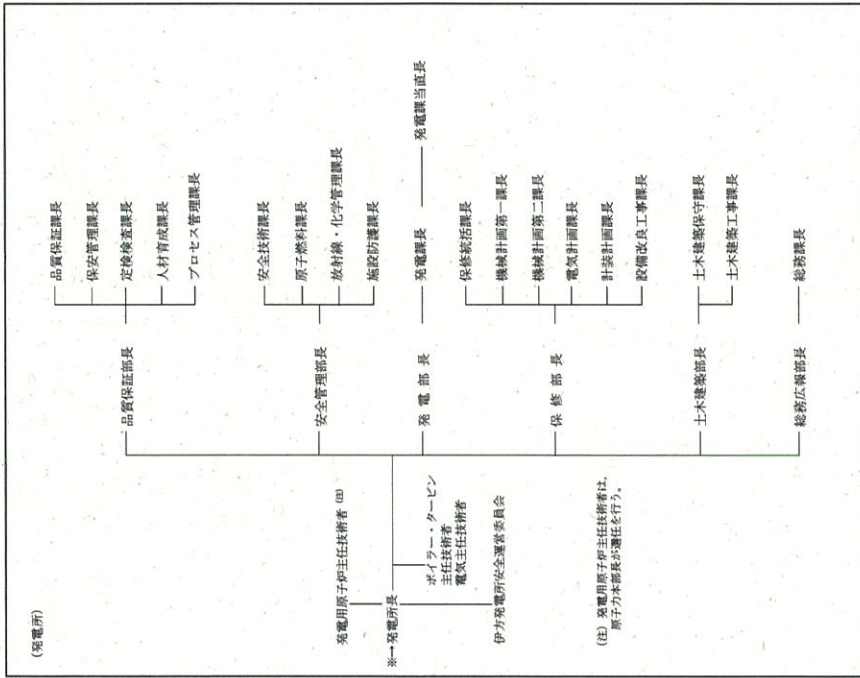 (発電所)
発電用原子炉主任技術者 (注)
※→発電所長
ボイラー・タービン
主任技術者
電気主任技術者
伊方発電所安全運営委員会
品質保証部長
品質保証課長
保安管理課長
定検検査課長
人材育成課長
プロセス管理課長
安全管理部長
安全技術課長
原子燃料課長
放射線・化学管理課長
施設防護課長
発電部長
発電課長
発電課当直長
保修部長
保修統括課長
機械計画第一課長
機械計画第二課長
電気計画課長
計装計画課長
設備改良工事課長
土木建築部長
土木建築保守課長
土木建築工事課長
総務広報部長
総務課長
(注) 発電用原子炉主任技術者は、
原子力本部長が選任を行う。